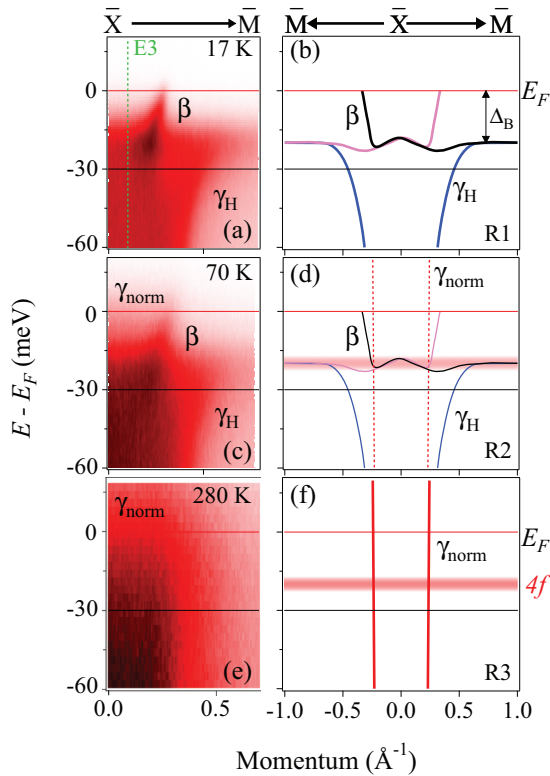 X̄ M̄ M̄ X̄ M̄
E3 17 K (b)
0 E_F
β β Δ_B
-30
γ_H γ_H
-60 (a) R1
70 K (d)
γ_norm γ_norm
0
β β
-30
γ_H γ_H
-60 (c) R2
280 K (f)
γ_norm
0 E_F
γ_norm
4f
-30
-60 (e) R3
0.0 0.5 -1.0 -0.5 0.0 0.5 1.0
E - E_F (meV)
Momentum (Å⁻¹)